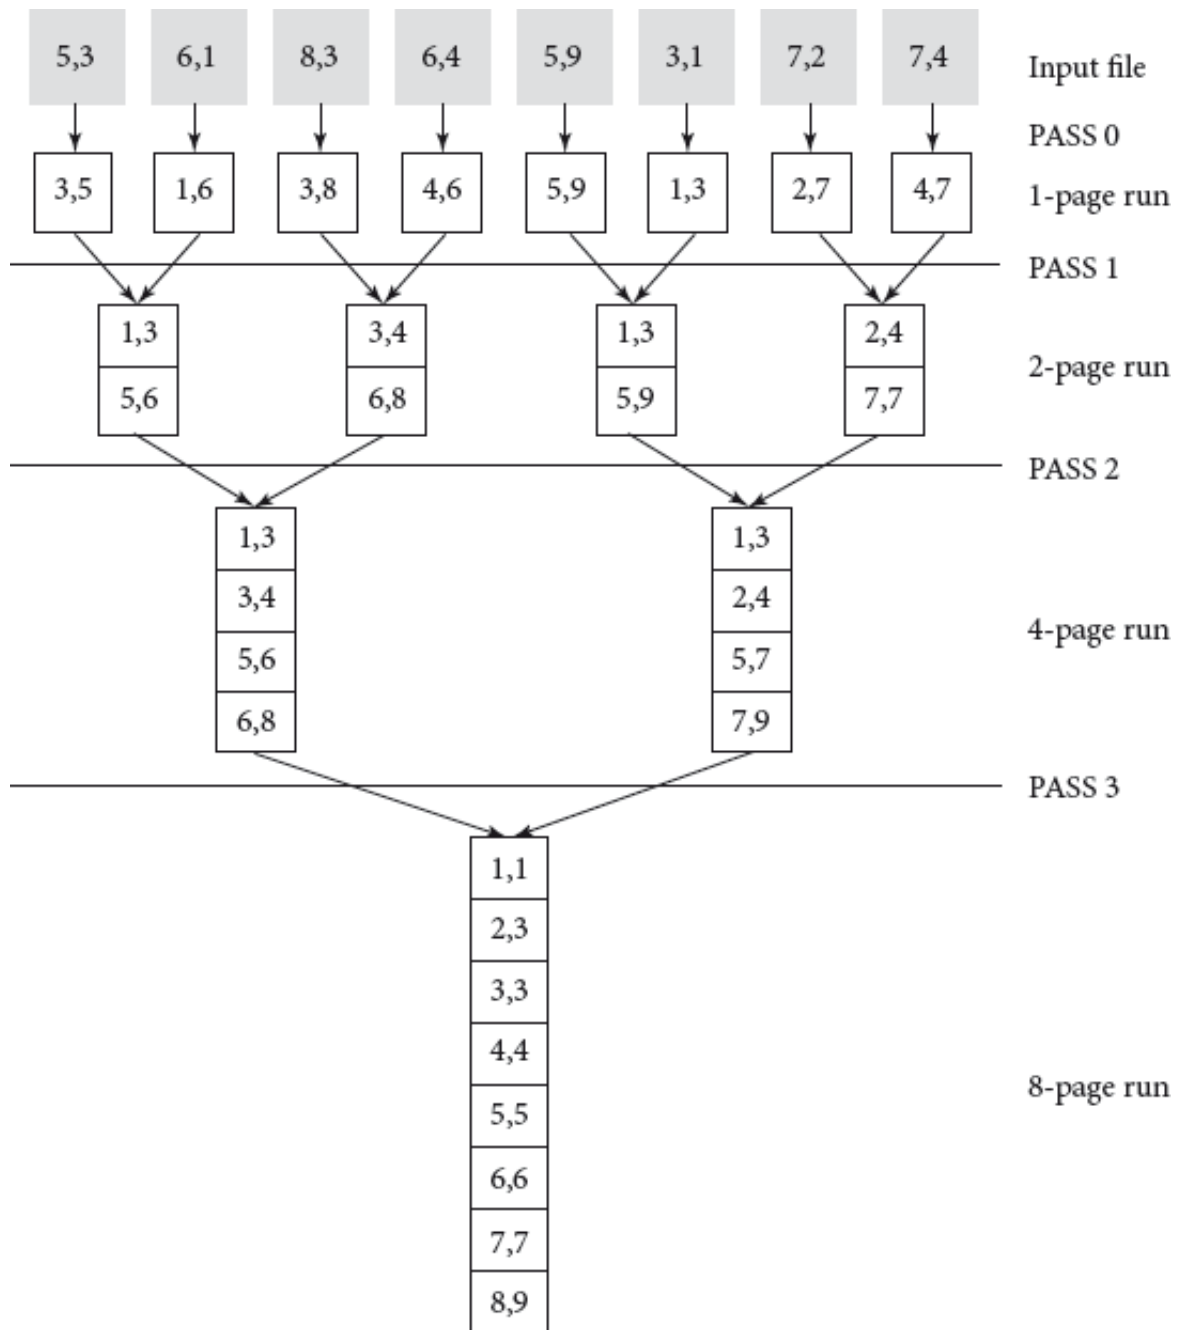 5,3 6,1 8,3 6,4 5,9 3,1 7,2 7,4 Input file
PASS 0
3,5 1,6 3,8 4,6 5,9 1,3 2,7 4,7 1-page run
PASS 1
1,3 3,4 1,3 2,4
2-page run
5,6 6,8 5,9 7,7
PASS 2
1,3 1,3
3,4 2,4
4-page run
5,6 5,7
6,8 7,9
PASS 3
1,1
2,3
3,3
4,4
8-page run
5,5
6,6
7,7
8,9